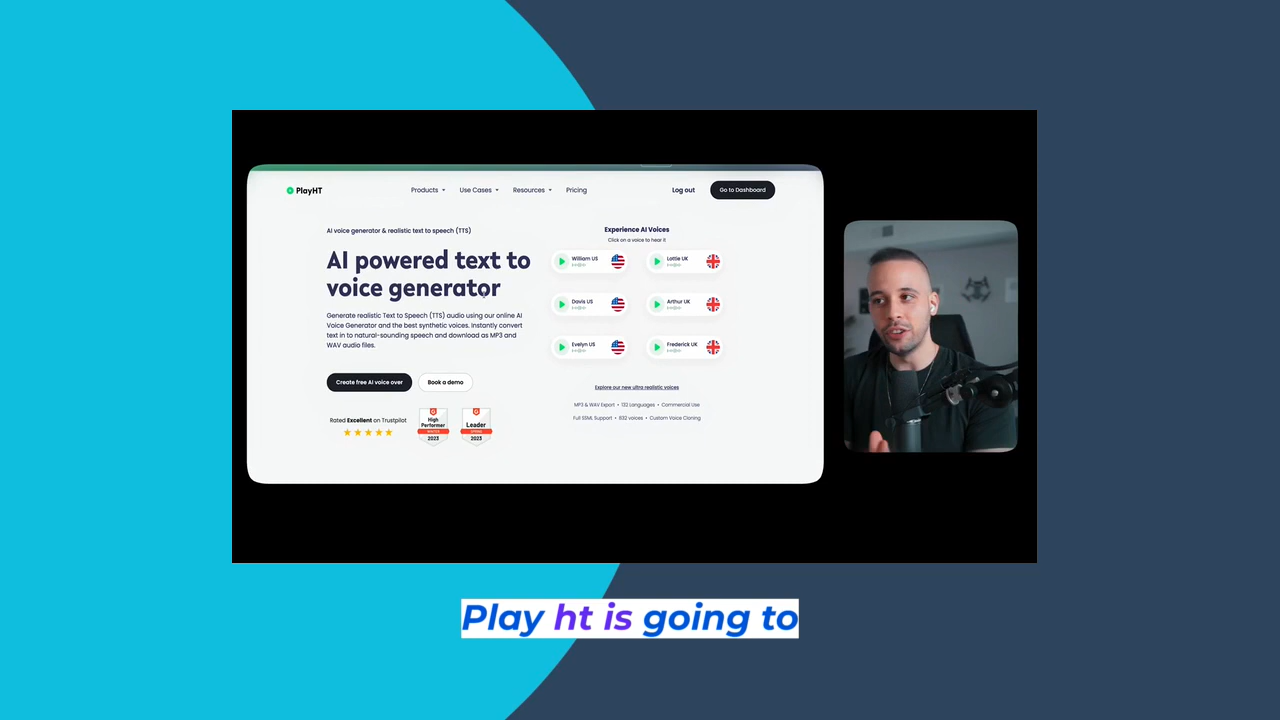 PlayHT
Products
Use Cases
Resources
Pricing
Log out
Go to Dashboard
AI voice generator & realistic text to speech (TTS)
AI powered text to
voice generator
Generate realistic Text to Speech (TTS) audio using our online AI
Voice Generator and the best synthetic voices. Instantly convert
text in to natural-sounding speech and download as MP3 and
WAV audio files.
Create free AI voice over
Book a demo
Rated Excellent on Trustpilot
High
Performer
WINTER
2023
Leader
SPRING
2023
Experience AI Voices
Click on a voice to hear it
William US
Lottie UK
Davis US
Arthur UK
Evelyn US
Frederick UK
Explore our new ultra realistic voices
MP3 & WAV Export • 132 Languages • Commercial Use
Full SSML Support • 832 voices • Custom Voice Cloning
Play ht is going to